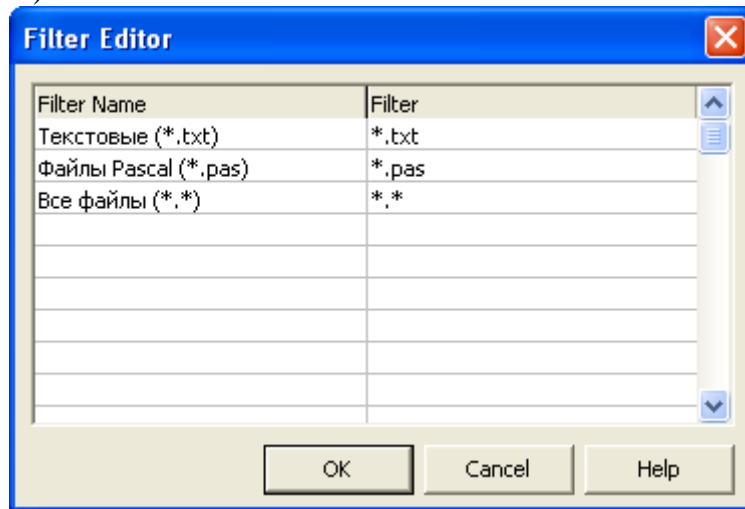 Filter Editor
Filter Name Filter
Текстовые (*.txt) *.txt
Файлы Pascal (*.pas) *.pas
Все файлы (*.*) *.*
OK Cancel Help